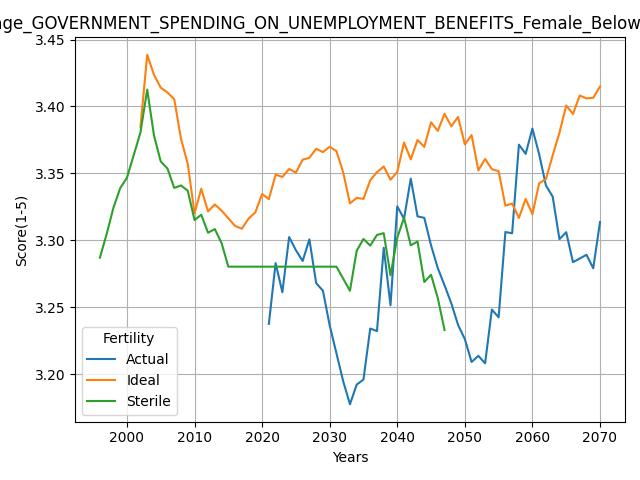 age_GOVERNMENT_SPENDING_ON_UNEMPLOYMENT_BENEFITS_Female_Below
3.45
3.40
3.35
3.30
3.25
3.20
Score(1-5)
Fertility
Actual
Ideal
Sterile
2000 2010 2020 2030 2040 2050 2060 2070
Years